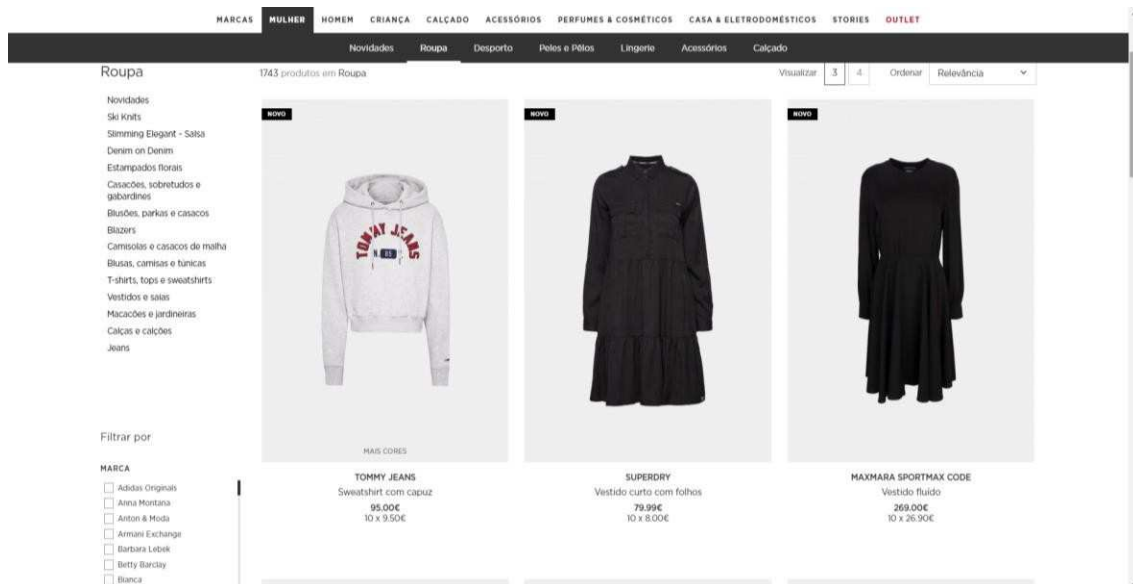 MARCAS MULHER HOMEM CRIANÇA CALÇADO ACESSÓRIOS PERFUMES & COSMÉTICOS CASA & ELETRODOMÉSTICOS STORIES OUTLET
Novidades Roupa Desporto Peles e Pêlos Lingerie Acessórios Calçado
Roupa
1743 produtos em Roupa
Visualizar 3 4 Ordenar Relevância
Novidades
Ski Knits
Slimming Elegant - Salsa
Denim on Denim
Estampados florais
Casacões, sobretudos e
gabardines
Blusões, parkas e casacos
Blazers
Camisolas e casacos de malha
Blusas, camisas e túnicas
T-shirts, tops e sweatshirts
Vestidos e saias
Macacões e jardineiras
Calças e calções
Jeans
Filtrar por
MARCA
Adidas Originals
Anna Montana
Anton & Moda
Armani Exchange
Barbara Lebek
Betty Barclay
Bianca
NOVO
TOMMY JEANS
85
MAIS CORES
TOMMY JEANS
Sweatshirt com capuz
95.00€
10 x 9.50€
NOVO
SUPERDRY
Vestido curto com folhos
79.99€
10 x 8.00€
NOVO
MAXMARA SPORTMAX CODE
Vestido fluído
269.00€
10 x 26.90€